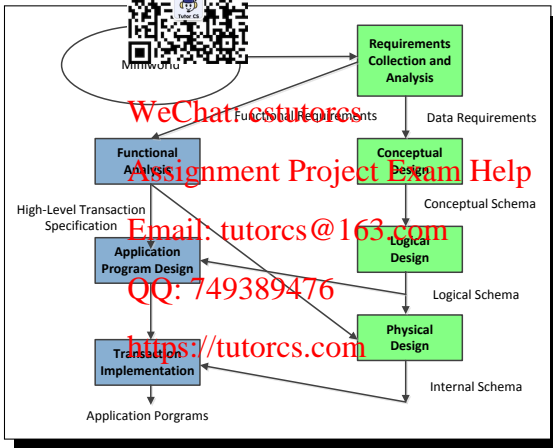 Tutor CS
Miniworld
Requirements
Collection and
Analysis
WeChat: cstutorcs
Functional Requirements
Data Requirements
Functional
Analysis
Conceptual
Design
Assignment Project Exam Help
High-Level Transaction
Specification
Conceptual Schema
Email: tutorcs@163.com
Application
Program Design
Logical
Design
QQ: 749389476
Logical Schema
Physical
Design
https://tutorcs.com
Transaction
Implementation
Internal Schema
Application Porgrams